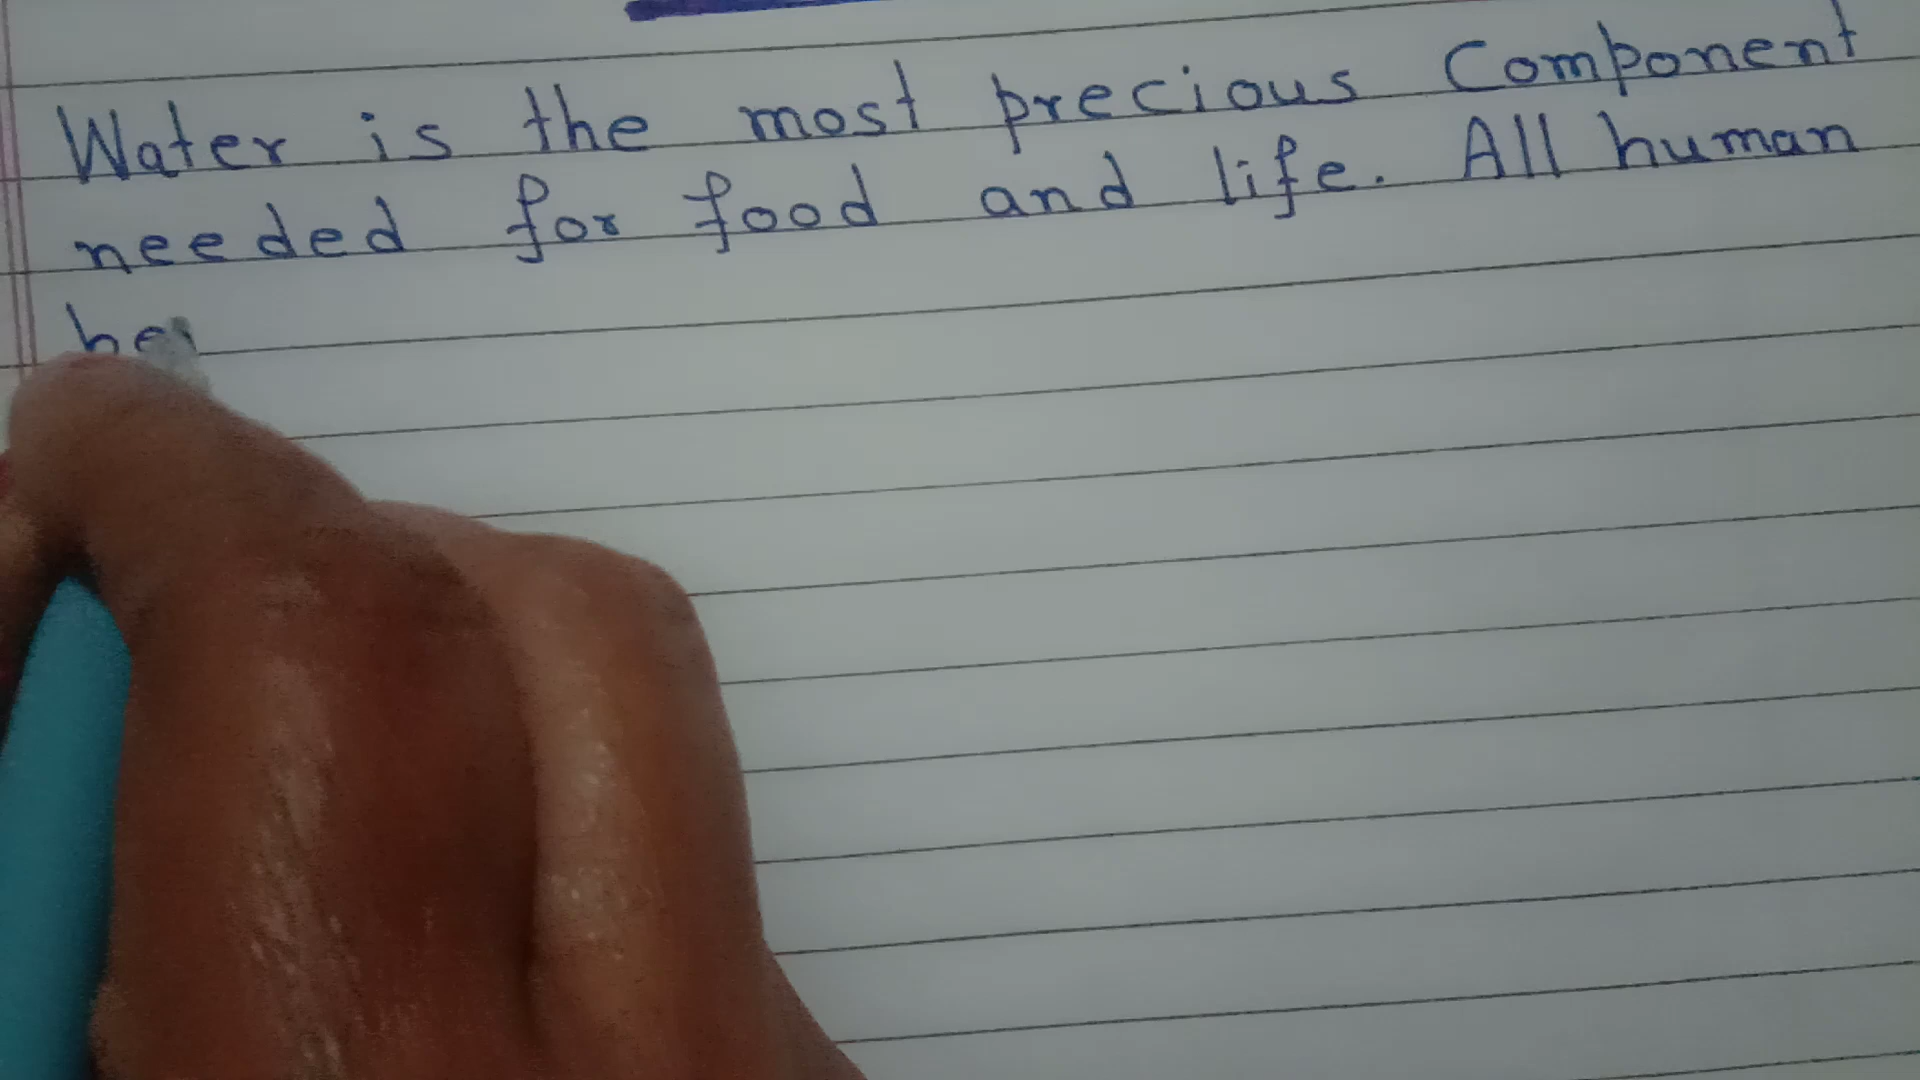 Water is the most precious Component
needed for food and life. All human